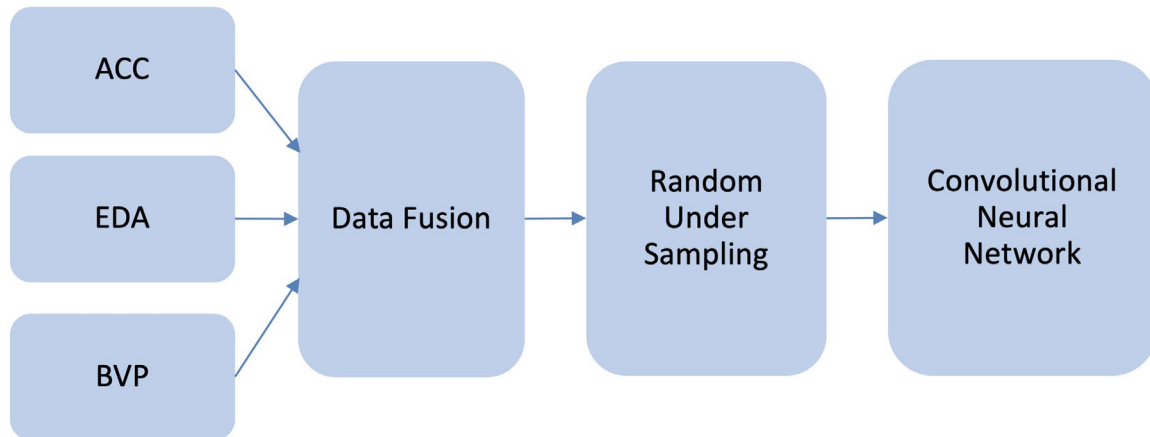 ACC
EDA
BVP
Data Fusion
Random
Under
Sampling
Convolutional
Neural
Network